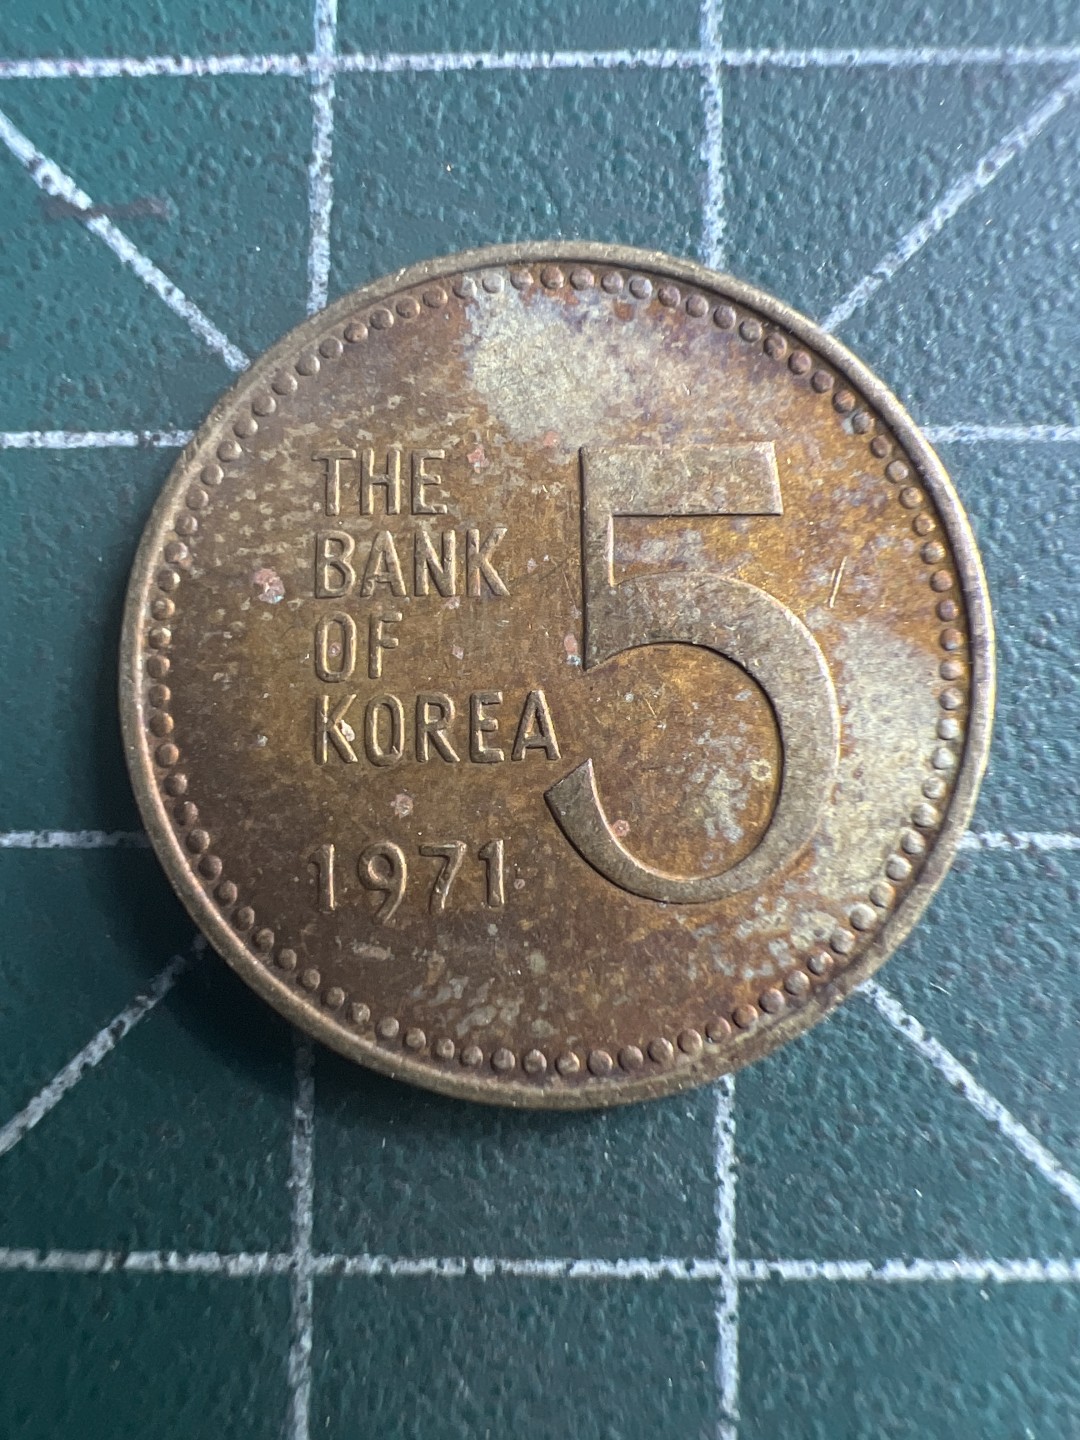 THE
BANK
OF
KOREA
1971
5